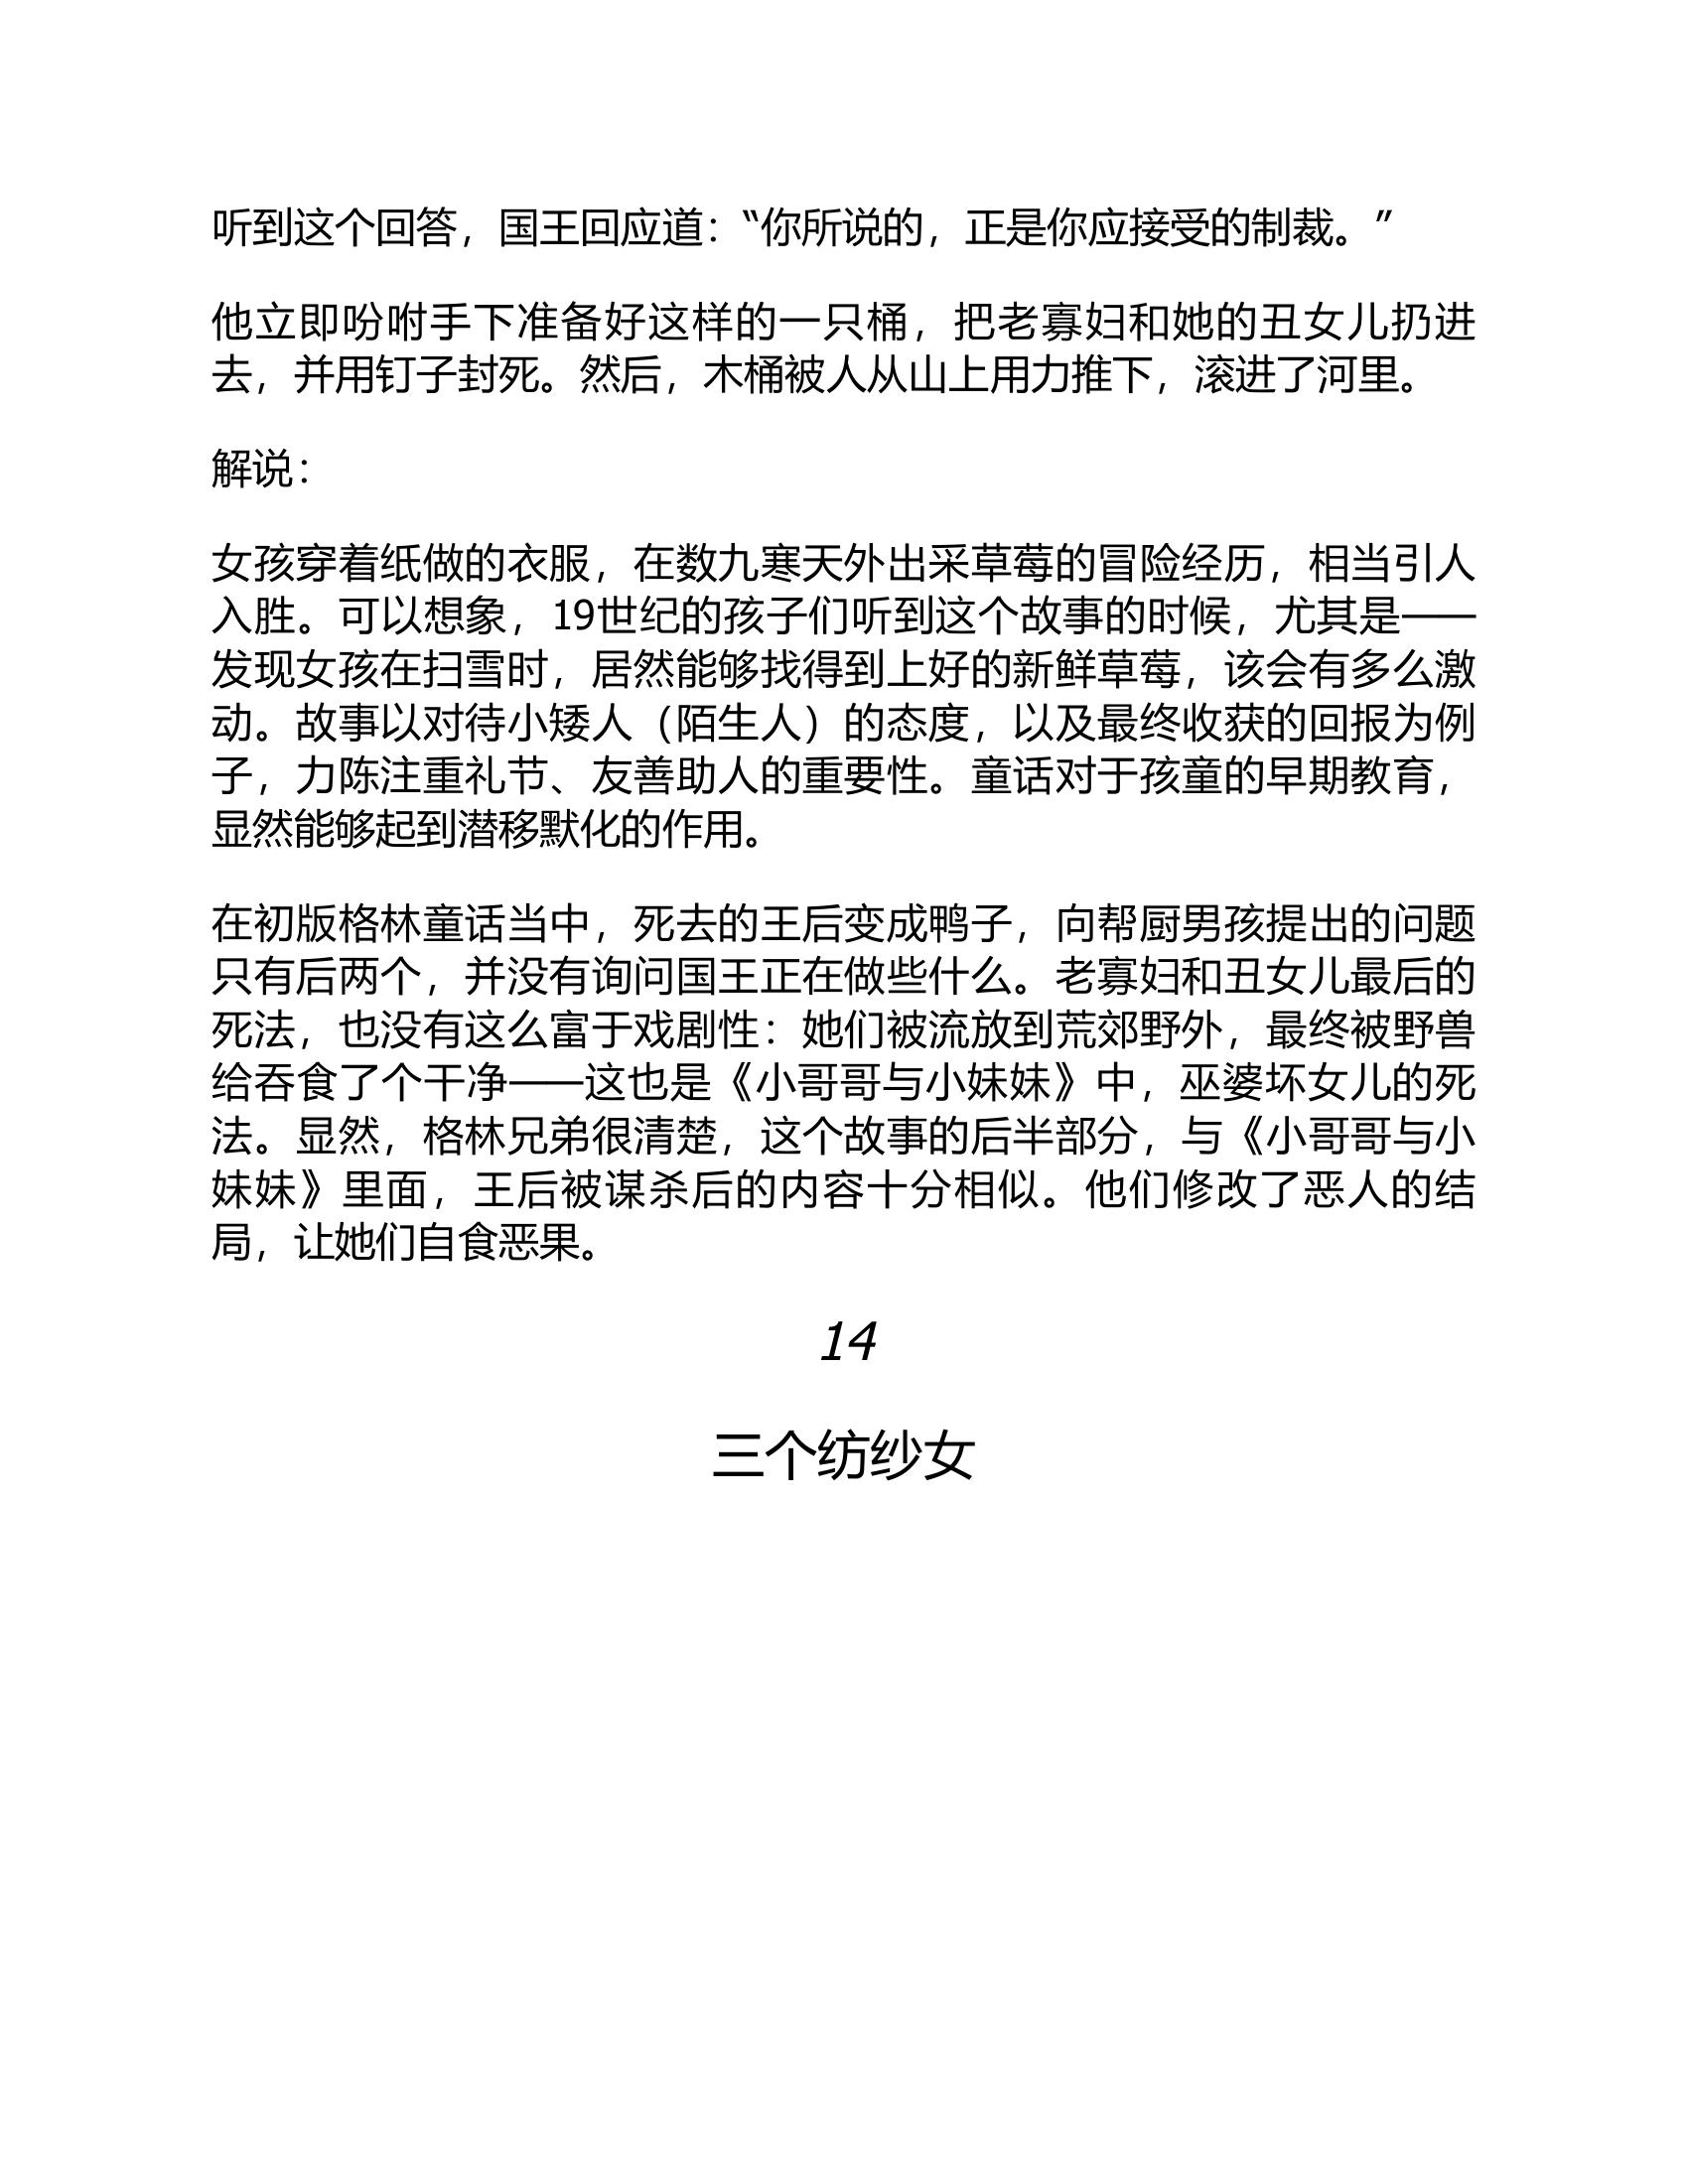 听到这个回答，国王回应道：“你所说的，正是你应接受的制裁。”
他立即吩咐手下准备好这样的一只桶，把老寡妇和她的丑女儿扔进
去，并用钉子封死。然后，木桶被人从山上用力推下，滚进了河里。
解说：
女孩穿着纸做的衣服，在数九寒天外出采草莓的冒险经历，相当引人
入胜。可以想象，19世纪的孩子们听到这个故事的时候，尤其是——
发现女孩在扫雪时，居然能够找得到上好的新鲜草莓，该会有多么激
动。故事以对待小矮人（陌生人）的态度，以及最终收获的回报为例
子，力陈注重礼节、友善助人的重要性。童话对于孩童的早期教育，
显然能够起到潜移默化的作用。
在初版格林童话当中，死去的王后变成鸭子，向帮厨男孩提出的问题
只有后两个，并没有询问国王正在做些什么。老寡妇和丑女儿最后的
死法，也没有这么富于戏剧性：她们被流放到荒郊野外，最终被野兽
给吞食了个干净——这也是《小哥哥与小妹妹》中，巫婆坏女儿的死
法。显然，格林兄弟很清楚，这个故事的后半部分，与《小哥哥与小
妹妹》里面，王后被谋杀后的内容十分相似。他们修改了恶人的结
局，让她们自食恶果。
14
三个纺纱女